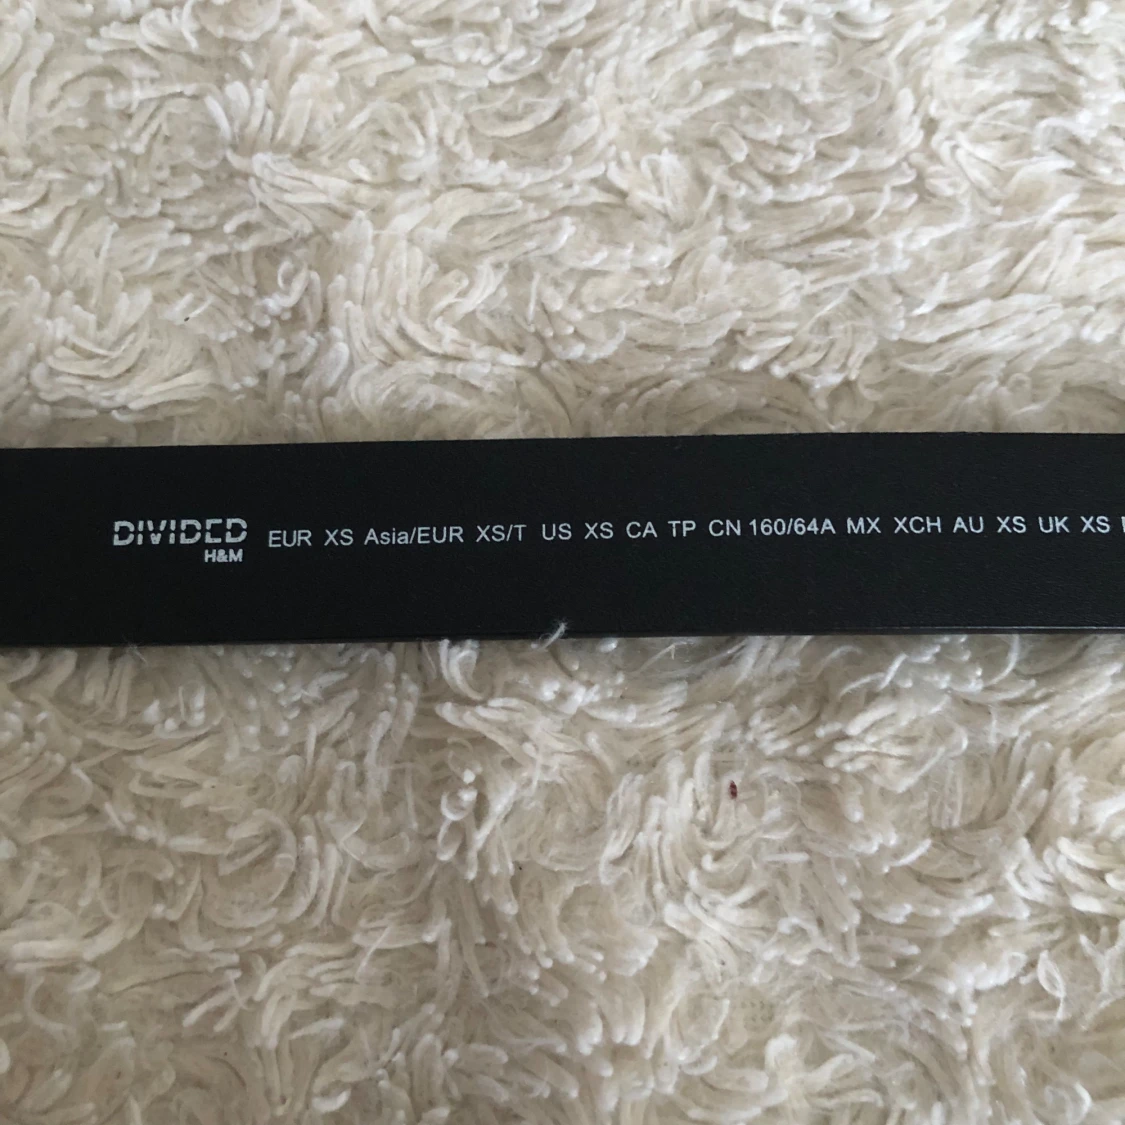 DIVIDED
H&M
EUR XS Asia/EUR XS/T US XS CA TP CN 160/64A MX XCH AU XS UK XS